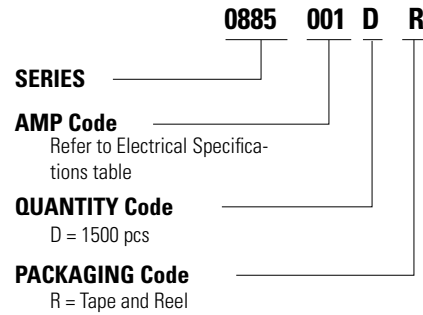 0885 001 D R
SERIES
AMP Code
Refer to Electrical Specifica-
tions table
QUANTITY Code
D = 1500 pcs
PACKAGING Code
R = Tape and Reel